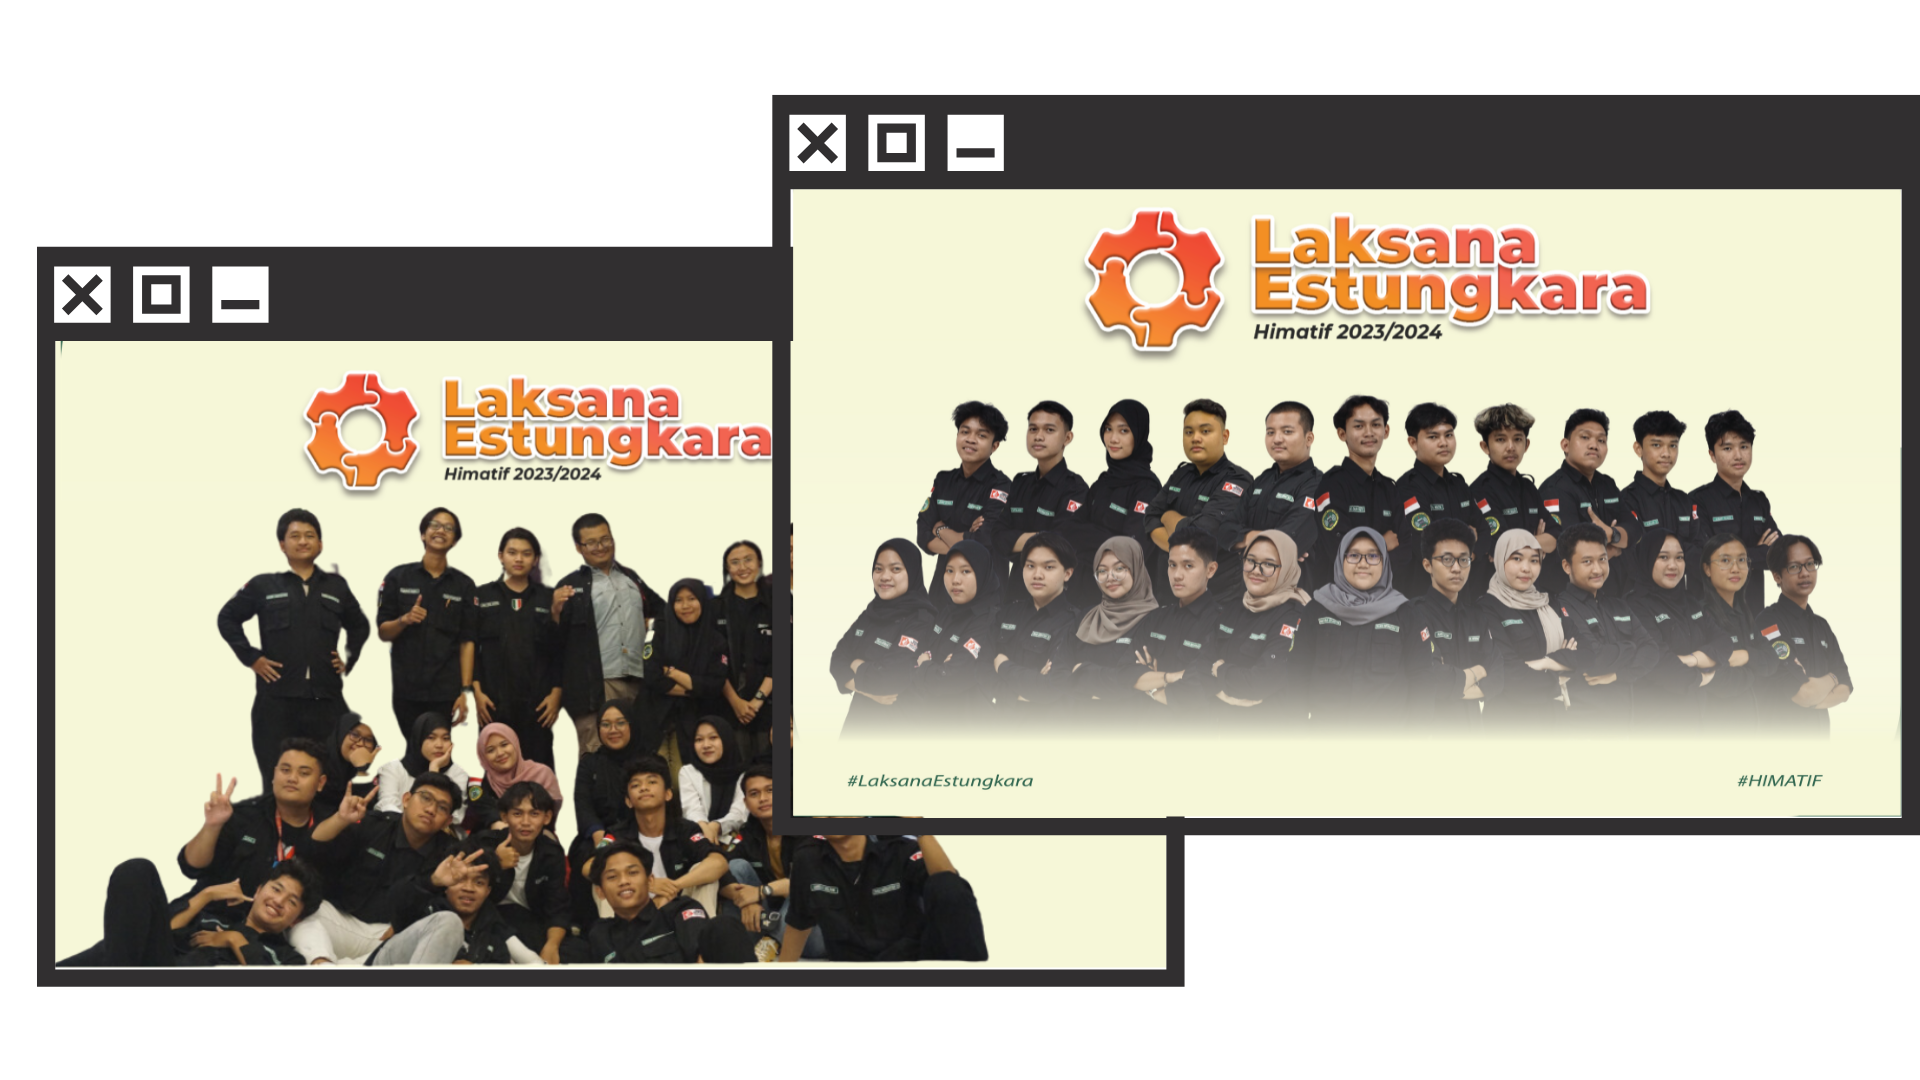 Laksana
Estungkara
Himatif 2023/2024
#LaksanaEstungkara
#HIMATIF
Laksana
Estungkara
Himatif 2023/2024